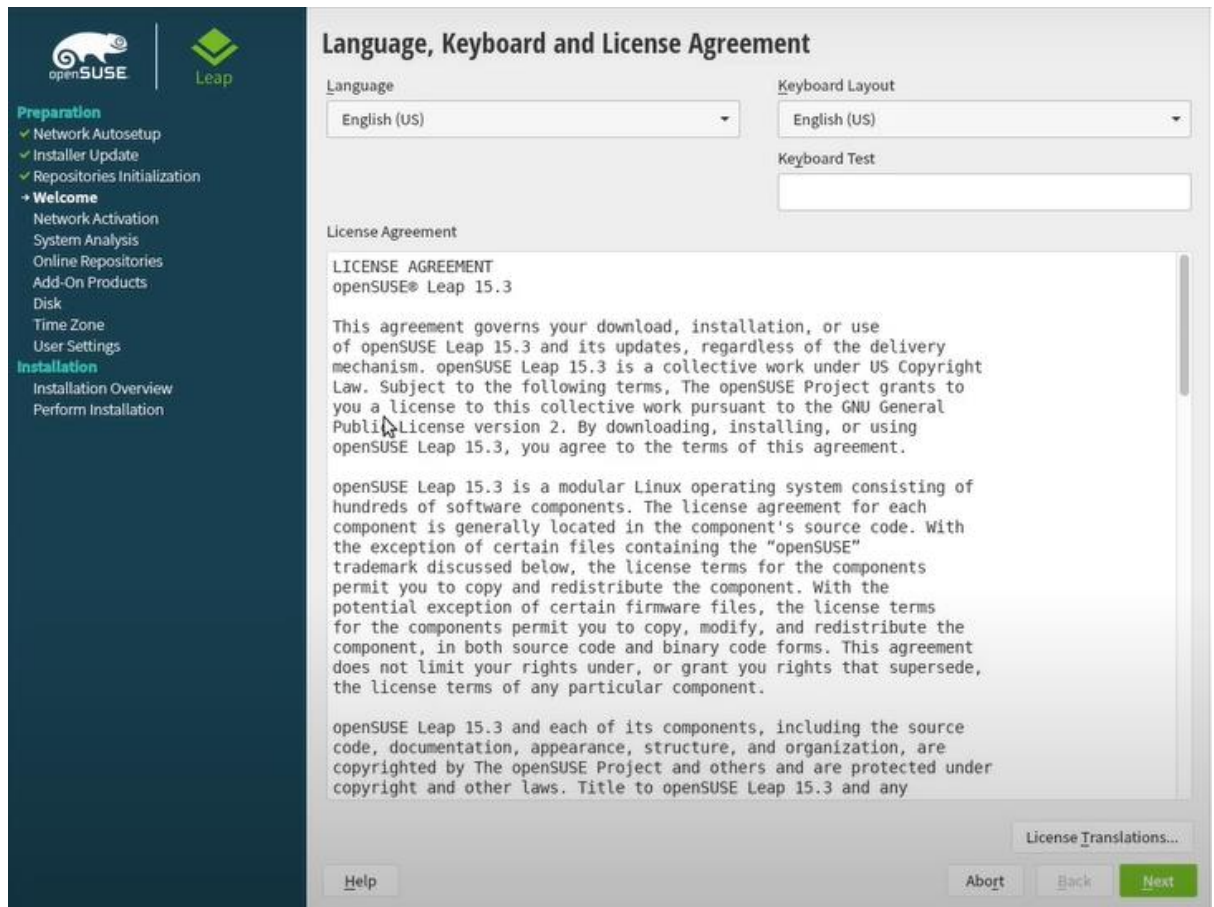 openSUSE
Leap
Preparation
Network Autosetup
Installer Update
Repositories Initialization
Welcome
Network Activation
System Analysis
Online Repositories
Add-On Products
Disk
Time Zone
User Settings
Installation
Installation Overview
Perform Installation
Language, Keyboard and License Agreement
Language
English (US)
Keyboard Layout
English (US)
Keyboard Test
License Agreement
LICENSE AGREEMENT
openSUSE® Leap 15.3
This agreement governs your download, installation, or use
of openSUSE Leap 15.3 and its updates, regardless of the delivery
mechanism. openSUSE Leap 15.3 is a collective work under US Copyright
Law. Subject to the following terms, The openSUSE Project grants to
you a license to this collective work pursuant to the GNU General
Public License version 2. By downloading, installing, or using
openSUSE Leap 15.3, you agree to the terms of this agreement.
openSUSE Leap 15.3 is a modular Linux operating system consisting of
hundreds of software components. The license agreement for each
component is generally located in the component's source code. With
the exception of certain files containing the “openSUSE”
trademark discussed below, the license terms for the components
permit you to copy and redistribute the component. With the
potential exception of certain firmware files, the license terms
for the components permit you to copy, modify, and redistribute the
component, in both source code and binary code forms. This agreement
does not limit your rights under, or grant you rights that supersede,
the license terms of any particular component.
openSUSE Leap 15.3 and each of its components, including the source
code, documentation, appearance, structure, and organization, are
copyrighted by The openSUSE Project and others and are protected under
copyright and other laws. Title to openSUSE Leap 15.3 and any
License Translations...
Help
Abort
Back
Next